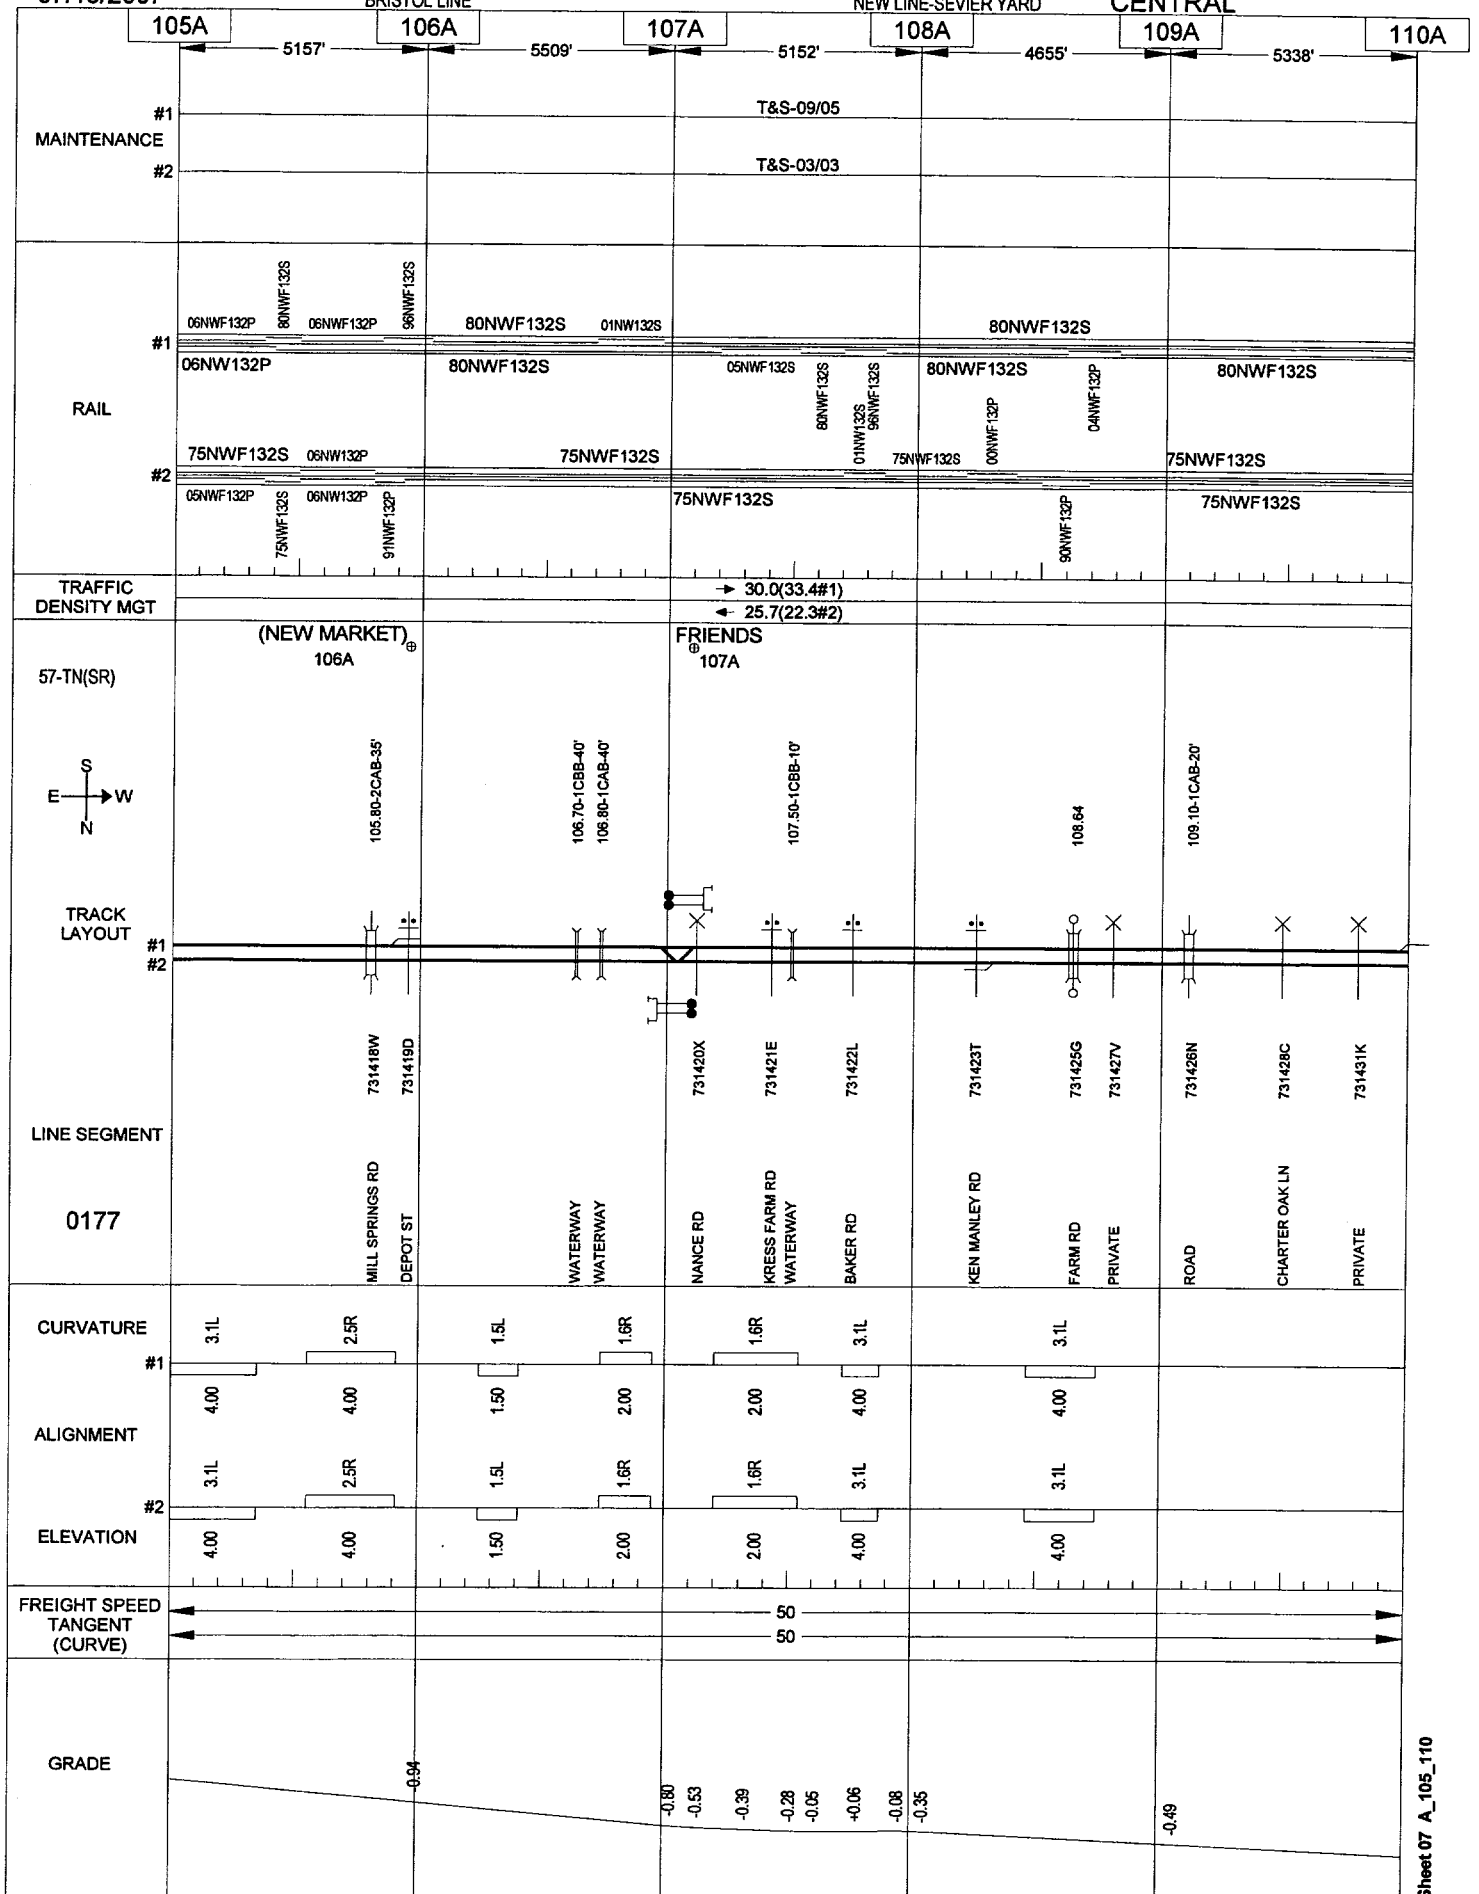 BRISTOL LINE
NEW LINE-SEVIER YARD
CENTRAL
105A 106A 107A 108A 109A 110A
5157' 5509' 5152' 4655' 5338'
MAINTENANCE
#1 T&S-09/05
#2 T&S-03/03
RAIL
06NWF132P 80NWF132S 06NWF132P 96NWF132S 80NWF132S 01NW132S 80NWF132S
#1
06NW132P 80NWF132S 05NWF132S 80NWF132S 01NW132S 96NWF132S 80NWF132S 04NWF132P 80NWF132S
75NWF132S 06NW132P 75NWF132S 75NWF132S 00NWF132P 75NWF132S
#2
05NWF132P 75NWF132S 06NW132P 91NWF132P 75NWF132S 90NWF132P 75NWF132S
TRAFFIC
DENSITY MGT
30.0(33.4#1)
25.7(22.3#2)
(NEW MARKET)
106A
FRIENDS
107A
57-TN(SR)
S
E W
N
105.80-2CAB-35'
106.70-1CBB-40'
106.80-1CAB-40'
107.50-1CBB-10'
108.64
109.10-1CAB-20'
TRACK
LAYOUT
#1
#2
731418W
731419D
731420X
731421E
731422L
731423T
731425G
731427V
731426N
731428C
731431K
LINE SEGMENT
0177
MILL SPRINGS RD
DEPOT ST
WATERWAY
WATERWAY
NANCE RD
KRESS FARM RD
WATERWAY
BAKER RD
KEN MANLEY RD
FARM RD
PRIVATE
ROAD
CHARTER OAK LN
PRIVATE
CURVATURE
3.1L 2.5R 1.5L 1.6R 1.6R 3.1L 3.1L
#1
4.00 4.00 1.50 2.00 2.00 4.00 4.00
ALIGNMENT
3.1L 2.5R 1.5L 1.6R 1.6R 3.1L 3.1L
#2
ELEVATION
4.00 4.00 1.50 2.00 2.00 4.00 4.00
FREIGHT SPEED
TANGENT
(CURVE)
50
50
GRADE
-0.94
-0.80
-0.53
-0.39
-0.28
-0.05
+0.06
-0.08
-0.35
-0.49
Sheet 07 A_105_110